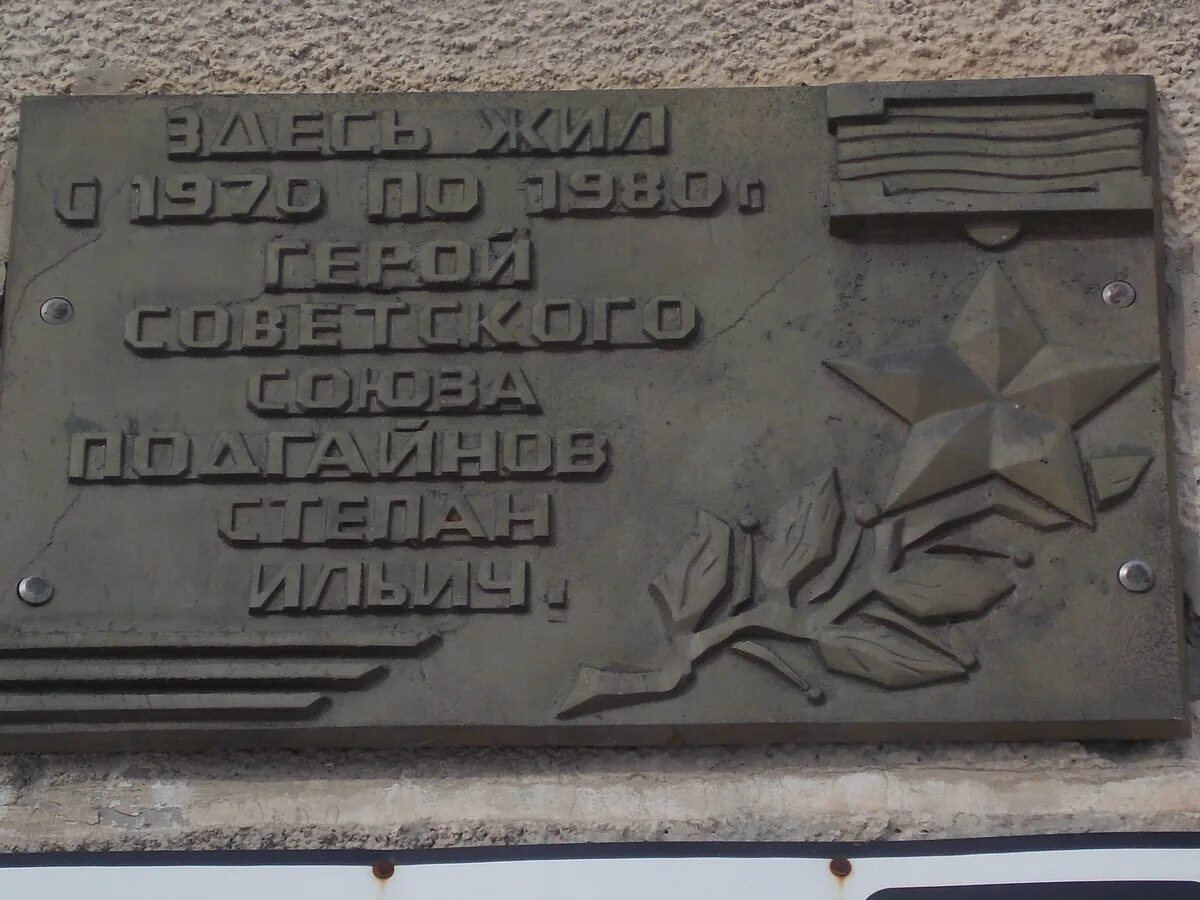 ЗДЕСЬ ЖИЛ
С 1970 ПО 1980 г.
ГЕРОЙ
СОВЕТСКОГО
СОЮЗА
ПОДГАЙНОВ
СТЕПАН
ИЛЬИЧ.